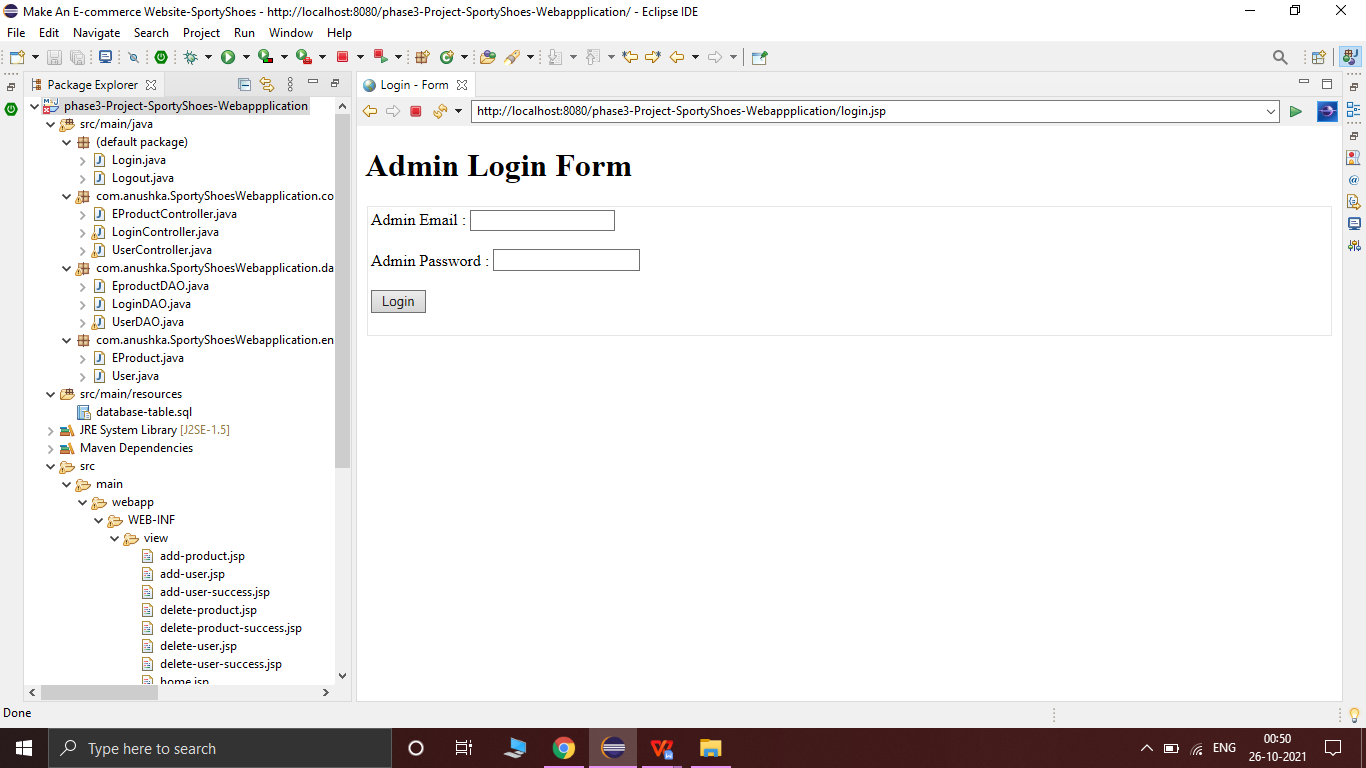 Make An E-commerce Website-SportyShoes - http://localhost:8080/phase3-Project-SportyShoes-Webappplication/ - Eclipse IDE
File Edit Navigate Search Project Run Window Help
Package Explorer
phase3-Project-SportyShoes-Webappplication
src/main/java
(default package)
Login.java
Logout.java
com.anushka.SportyShoesWebapplication.co
EProductController.java
LoginController.java
UserController.java
com.anushka.SportyShoesWebapplication.da
EproductDAO.java
LoginDAO.java
UserDAO.java
com.anushka.SportyShoesWebapplication.en
EProduct.java
User.java
src/main/resources
database-table.sql
JRE System Library [J2SE-1.5]
Maven Dependencies
src
main
webapp
WEB-INF
view
add-product.jsp
add-user.jsp
add-user-success.jsp
delete-product.jsp
delete-product-success.jsp
delete-user.jsp
delete-user-success.jsp
home.jsp
Login - Form
http://localhost:8080/phase3-Project-SportyShoes-Webappplication/login.jsp
Admin Login Form
Admin Email :
Admin Password :
Login
Done
Type here to search
ENG
00:50
26-10-2021